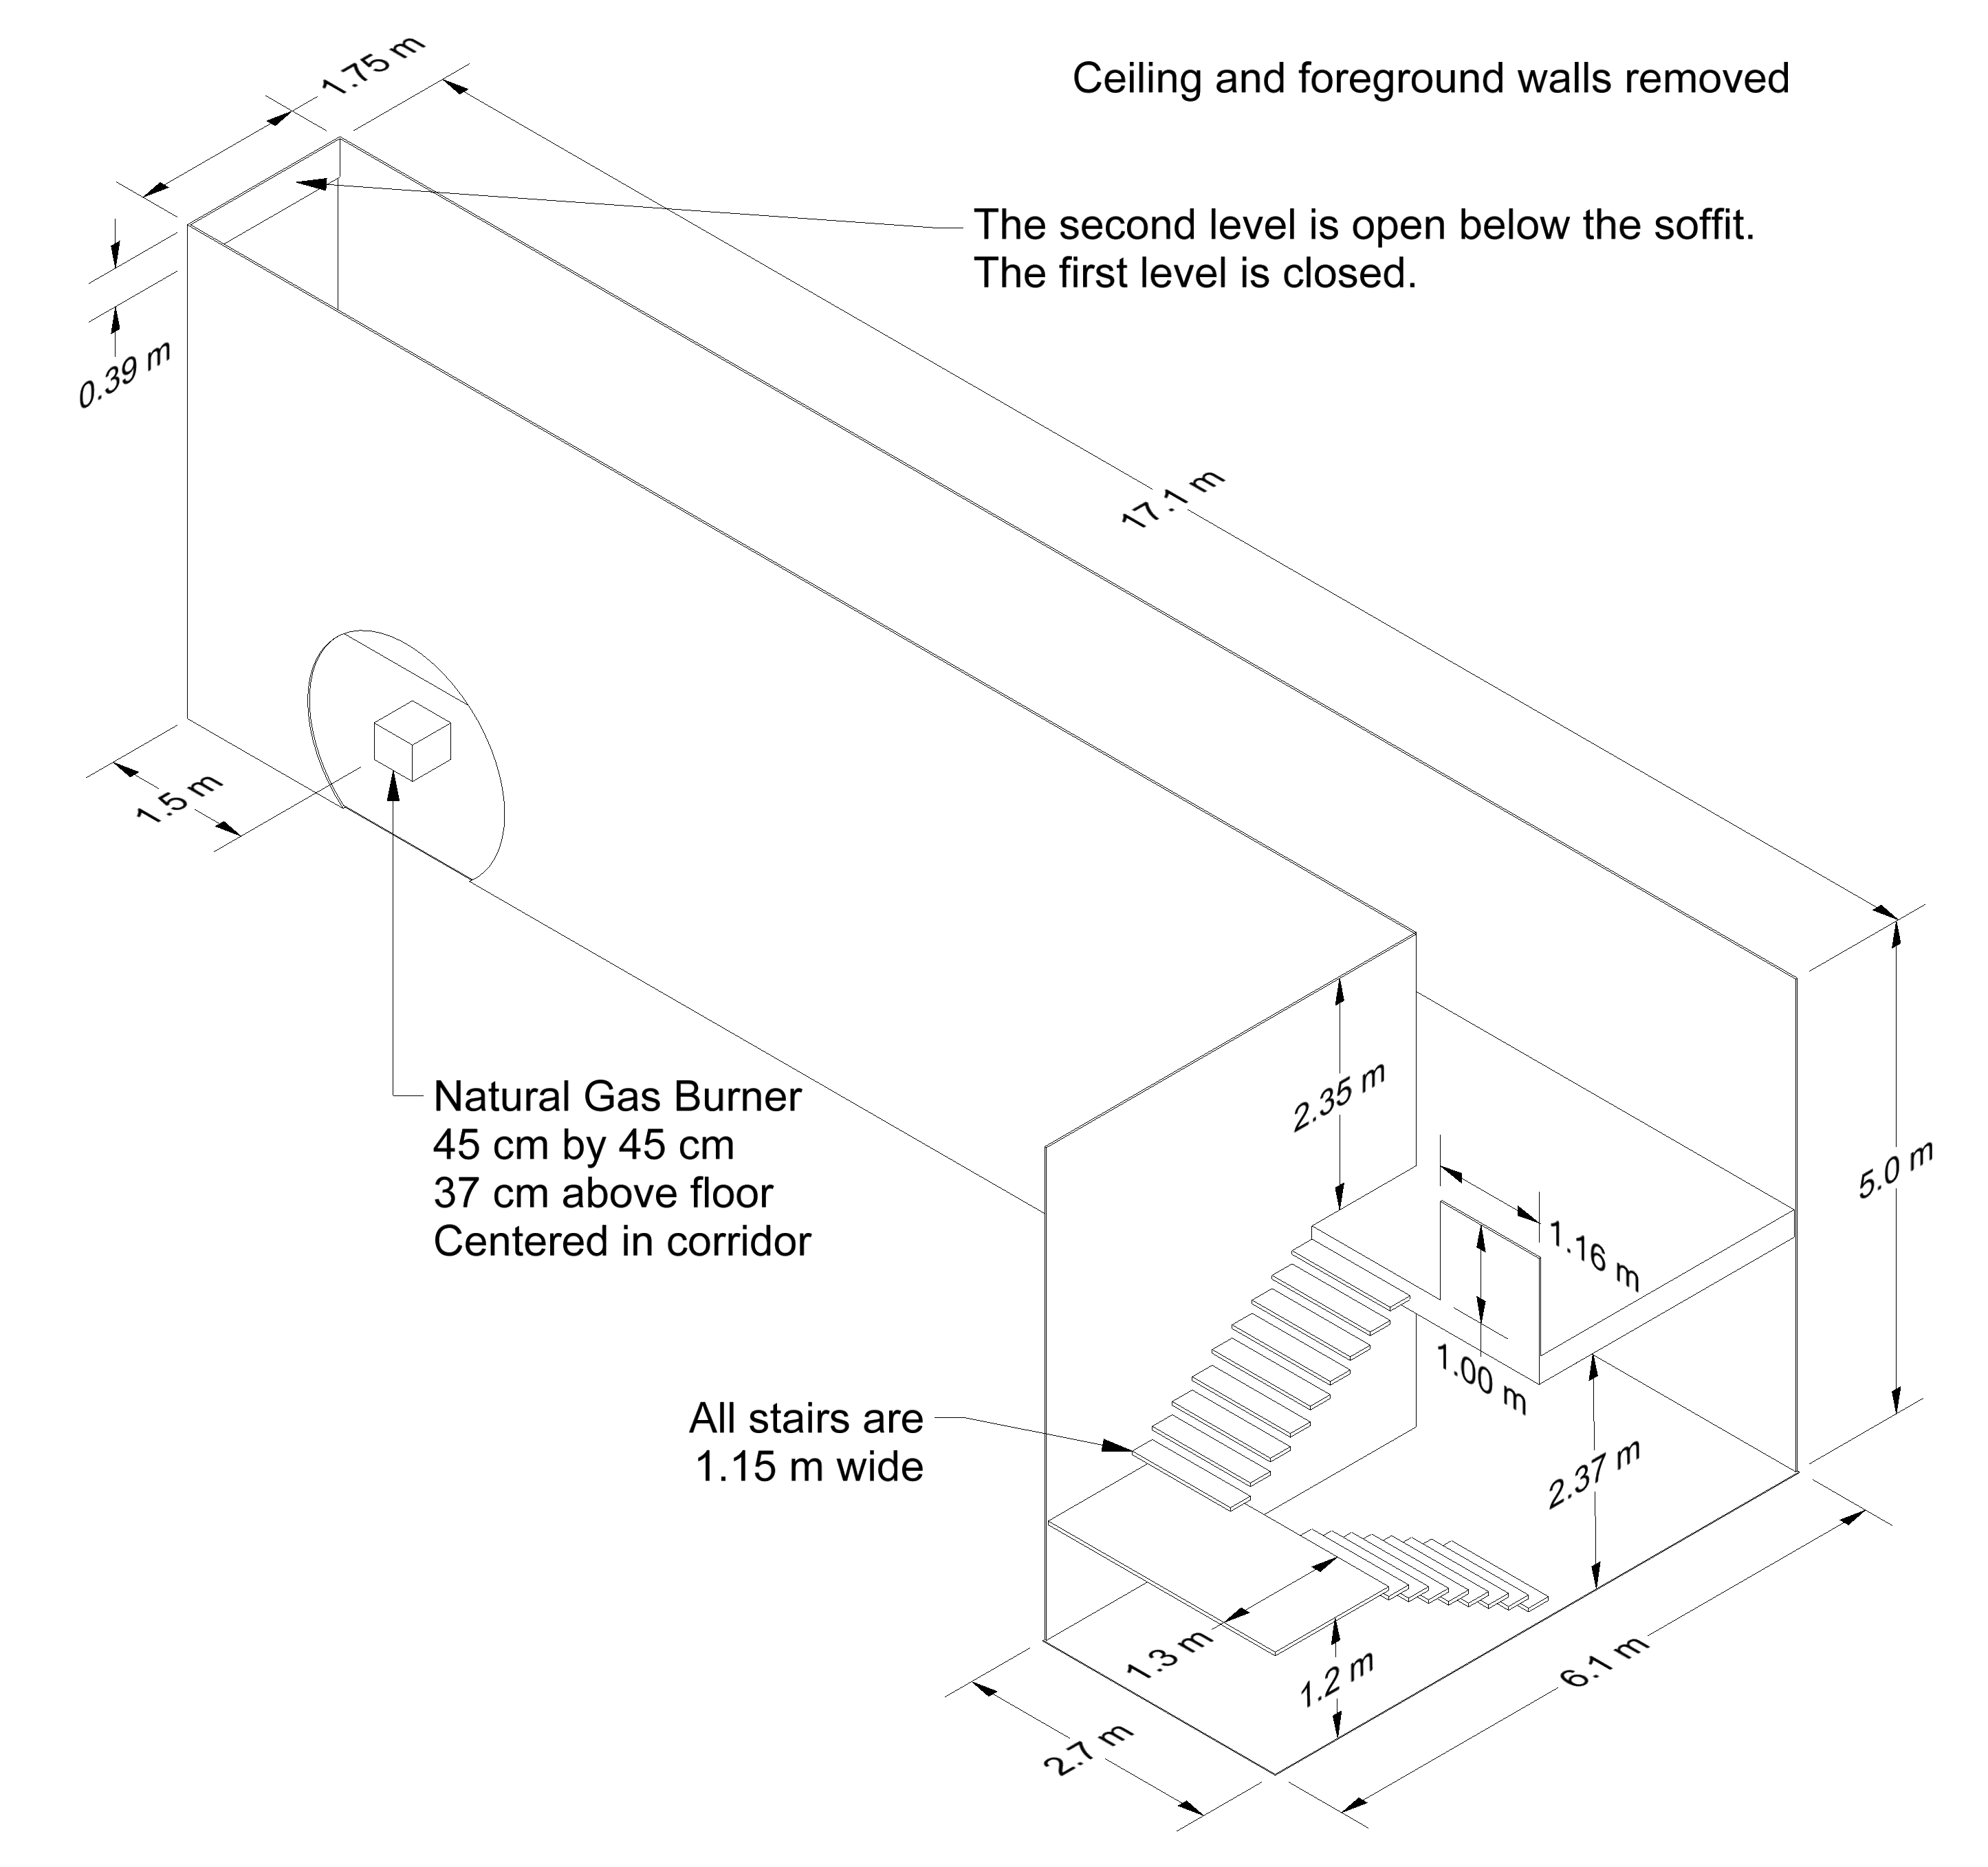 1.75 m
Ceiling and foreground walls removed
The second level is open below the soffit.
The first level is closed.
0.39 m
17.1 m
1.5 m
2.35 m
5.0 m
Natural Gas Burner
45 cm by 45 cm
37 cm above floor
Centered in corridor
1.16 m
1.00 m
All stairs are
1.15 m wide
2.37 m
1.3 m
1.2 m
6.1 m
2.7 m